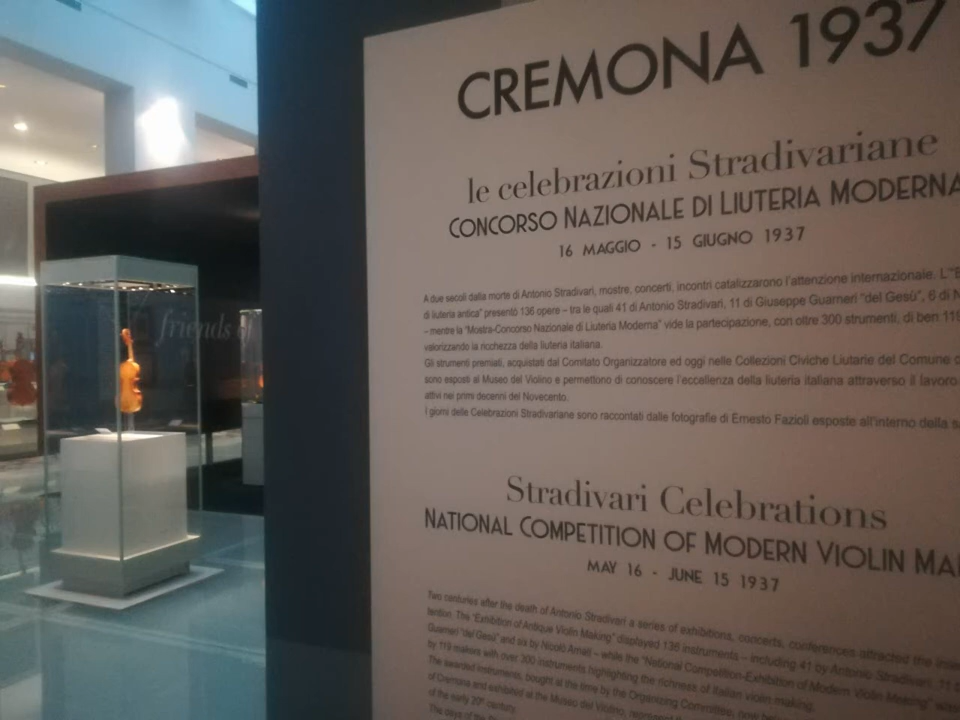 CREMONA 1937
le celebrazioni Stradivariane
CONCORSO NAZIONALE DI LIUTERIA MODERNA
16 MAGGIO - 15 GIUGNO 1937
A due secoli dalla morte di Antonio Stradivari, mostre, concerti, incontri catalizzarono l'attenzione internazionale.
di liuteria antica" presentò 136 opere – tra le quali 41 di Antonio Stradivari, 11 di Giuseppe Guarneri "del Gesù", 6 di
– mentre la "Mostra-Concorso Nazionale di Liuteria Moderna" vide la partecipazione, con oltre 300 strumenti, di ben 119
valorizzando la ricchezza della liuteria italiana.
Gli strumenti premiati, acquistati dal Comitato Organizzatore ed oggi nelle Collezioni Civiche Liutarie del Comune
sono esposti al Museo del Violino e permettono di conoscere l'eccellenza della liuteria italiana attraverso il lavoro
attivi nei primi decenni del Novecento.
I giorni delle Celebrazioni Stradivariane sono raccontati dalle fotografie di Ernesto Fazioli esposte all'interno della
Stradivari Celebrations
NATIONAL COMPETITION OF MODERN VIOLIN
MAY 16 - JUNE 15 1937
Two centuries after the death of Antonio Stradivari a series of exhibitions, concerts, conferences attracted the
tention. The "Exhibition of Antique Violin Making" displayed 136 instruments – including 41 by Antonio Stradivari,
Guarneri "del Gesù" and six by Nicolò Amati – while the "National Competition-Exhibition of Modern Violin Making"
by 119 makers with over 300 instruments highlighting the richness of Italian violin making.
The awarded instruments, bought at the time by the Organizing Committee,
of Cremona and exhibited at the Museo del Violino,
of the early 20th century.
The days of the
friends of